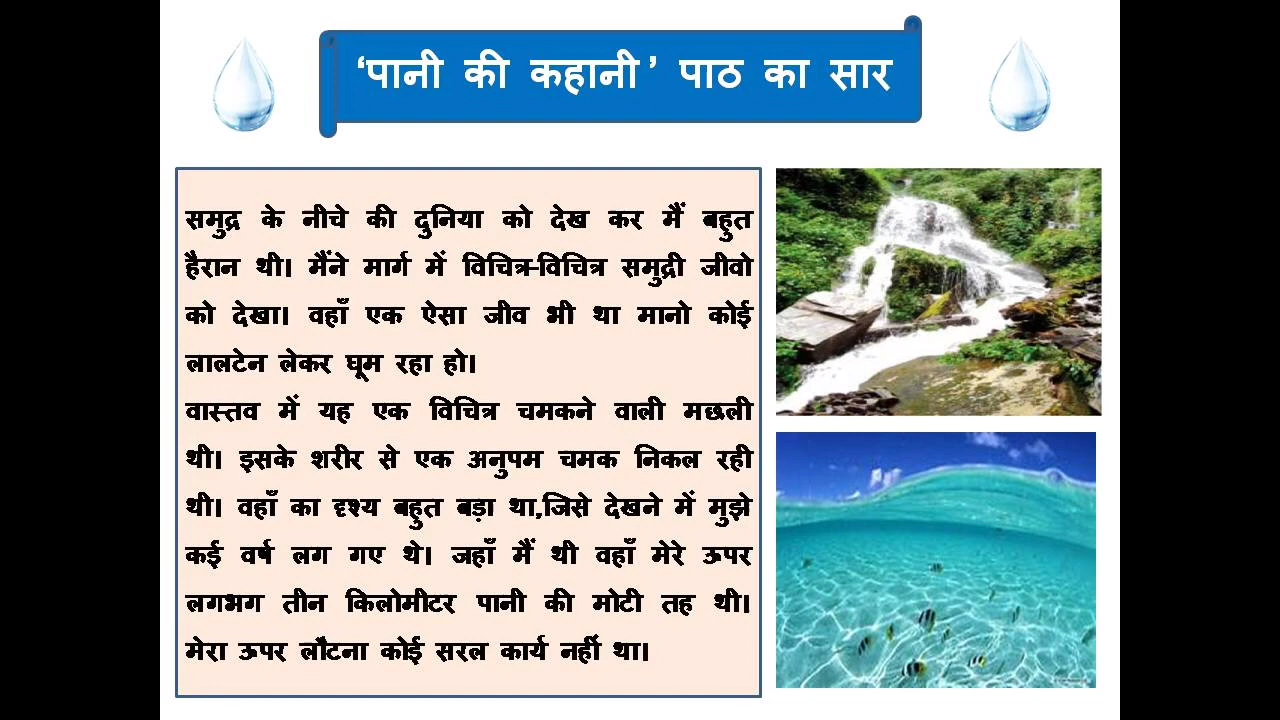 ‘पानी की कहानी’ पाठ का सार
समुद्र के नीचे की दुनिया को देख कर मैं बहुत
हैरान थी। मैंने मार्ग में विचित्र-विचित्र समुद्री जीवो
को देखा। वहाँ एक ऐसा जीव भी था मानो कोई
लालटेन लेकर घूम रहा हो।
वास्तव में यह एक विचित्र चमकने वाली मछली
थी। इसके शरीर से एक अनुपम चमक निकल रही
थी। वहाँ का दृश्य बहुत बड़ा था,जिसे देखने में मुझे
कई वर्ष लग गए थे। जहाँ मैं थी वहाँ मेरे ऊपर
लगभग तीन किलोमीटर पानी की मोटी तह थी।
मेरा ऊपर लौटना कोई सरल कार्य नहीं था।